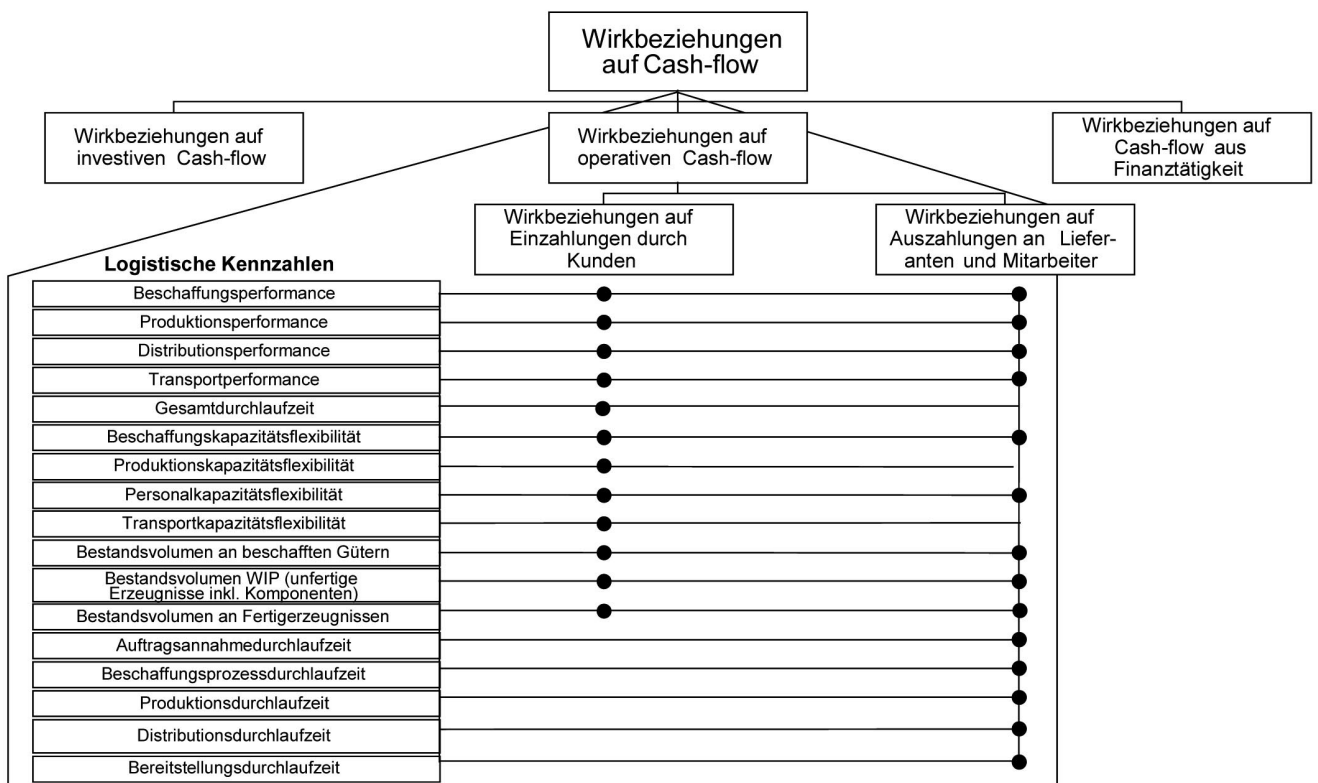 Wirkbeziehungen
auf Cash-flow
Wirkbeziehungen auf
investiven Cash-flow
Wirkbeziehungen auf
operativen Cash-flow
Wirkbeziehungen auf
Cash-flow aus
Finanztätigkeit
Wirkbeziehungen auf
Einzahlungen durch
Kunden
Wirkbeziehungen auf
Auszahlungen an Liefer-
anten und Mitarbeiter
Logistische Kennzahlen
Beschaffungsperformance
Produktionsperformance
Distributionsperformance
Transportperformance
Gesamtdurchlaufzeit
Beschaffungskapazitätsflexibilität
Produktionskapazitätsflexibilität
Personalkapazitätsflexibilität
Transportkapazitätsflexibilität
Bestandsvolumen an beschafften Gütern
Bestandsvolumen WIP (unfertige
Erzeugnisse inkl. Komponenten)
Bestandsvolumen an Fertigerzeugnissen
Auftragsannahmedurchlaufzeit
Beschaffungsprozessdurchlaufzeit
Produktionsdurchlaufzeit
Distributionsdurchlaufzeit
Bereitstellungsdurchlaufzeit